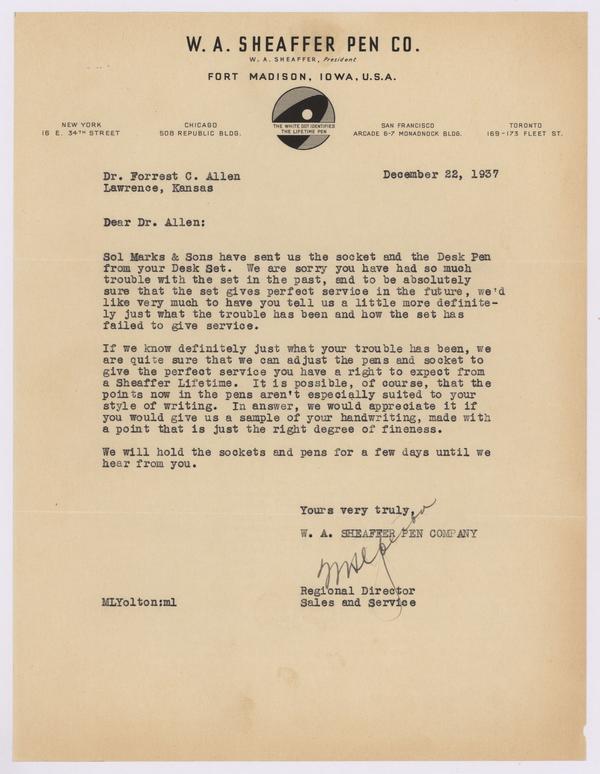 W. A. SHEAFFER PEN CO.
W. A. SHEAFFER, President
FORT MADISON, IOWA, U.S.A.
THE WHITE DOT IDENTIFIES
THE LIFETIME PEN
NEW YORK
16 E. 34TH STREET
CHICAGO
508 REPUBLIC BLDG.
SAN FRANCISCO
ARCADE 6-7 MONADNOCK BLDG.
TORONTO
169-173 FLEET ST.
December 22, 1937
Dr. Forrest C. Allen
Lawrence, Kansas
Dear Dr. Allen:
Sol Marks & Sons have sent us the socket and the Desk Pen
from your Desk Set. We are sorry you have had so much
trouble with the set in the past, and to be absolutely
sure that the set gives perfect service in the future, we'd
like very much to have you tell us a little more definite-
ly just what the trouble has been and how the set has
failed to give service.
If we know definitely just what your trouble has been, we
are quite sure that we can adjust the pens and socket to
give the perfect service you have a right to expect from
a Sheaffer Lifetime. It is possible, of course, that the
points now in the pens aren't especially suited to your
style of writing. In answer, we would appreciate it if
you would give us a sample of your handwriting, made with
a point that is just the right degree of fineness.
We will hold the sockets and pens for a few days until we
hear from you.
Yours very truly,
W. A. SHEAFFER PEN COMPANY
Regional Director
Sales and Service
MLYolton:ml